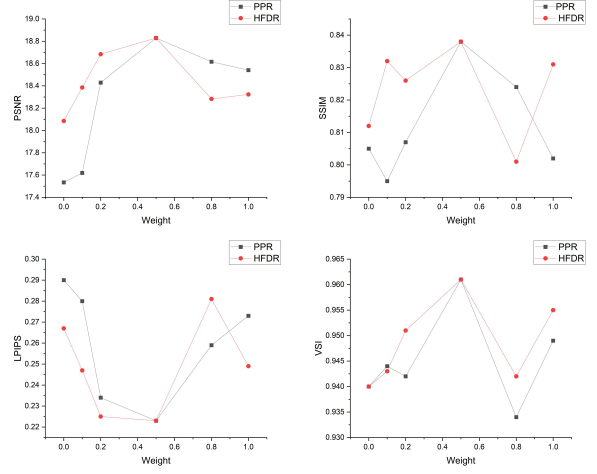 PPR
HFDR
19.0
18.8
18.6
18.4
18.2
18.0
17.8
17.6
17.4
PSNR
0.0 0.2 0.4 0.6 0.8 1.0
Weight
PPR
HFDR
0.84
0.83
0.82
0.81
0.80
0.79
SSIM
0.0 0.2 0.4 0.6 0.8 1.0
Weight
PPR
HFDR
0.30
0.29
0.28
0.27
0.26
0.25
0.24
0.23
0.22
LPIPS
0.0 0.2 0.4 0.6 0.8 1.0
Weight
PPR
HFDR
0.965
0.960
0.955
0.950
0.945
0.940
0.935
0.930
VSI
0.0 0.2 0.4 0.6 0.8 1.0
Weight